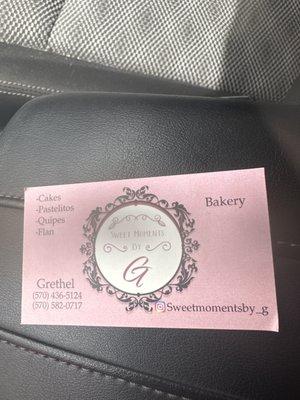 -Cakes
-Pastelitos
-Quipes
-Flan
Bakery
SWEET MOMENTS
BY
G
Grethel
(570) 436-5124
(570) 582-0717
Sweetmomentsby_g